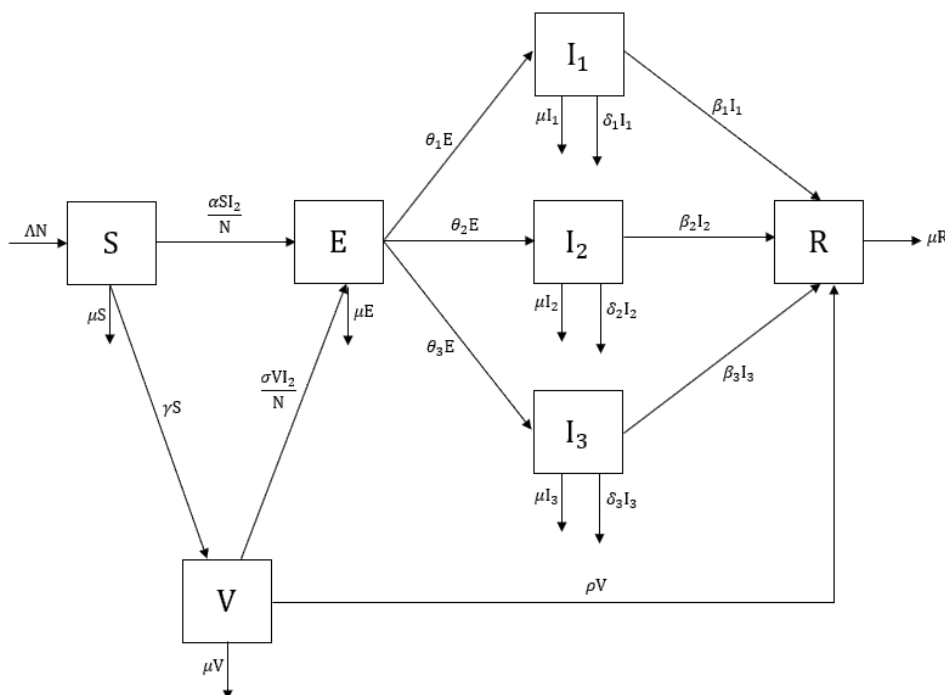 I₁
μI₁
δ₁I₁
β₁I₁
θ₁E
ΛN
S
αSI₂
N
E
θ₂E
I₂
β₂I₂
R
μR
μS
μE
μI₂
δ₂I₂
θ₃E
γS
σVI₂
N
I₃
β₃I₃
μI₃
δ₃I₃
V
ρV
μV